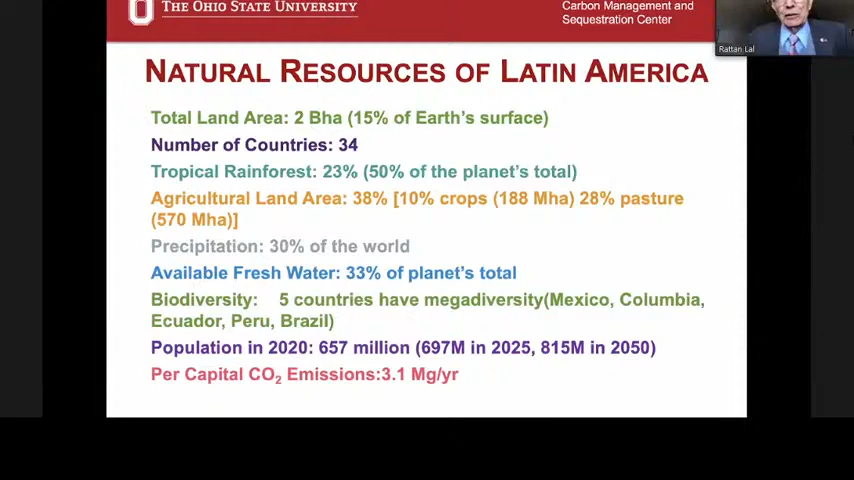 THE OHIO STATE UNIVERSITY
Carbon Management and
Sequestration Center
Rattan Lal
NATURAL RESOURCES OF LATIN AMERICA
Total Land Area: 2 Bha (15% of Earth's surface)
Number of Countries: 34
Tropical Rainforest: 23% (50% of the planet's total)
Agricultural Land Area: 38% [10% crops (188 Mha) 28% pasture
(570 Mha)]
Precipitation: 30% of the world
Available Fresh Water: 33% of planet's total
Biodiversity: 5 countries have megadiversity(Mexico, Columbia,
Ecuador, Peru, Brazil)
Population in 2020: 657 million (697M in 2025, 815M in 2050)
Per Capital CO₂ Emissions:3.1 Mg/yr